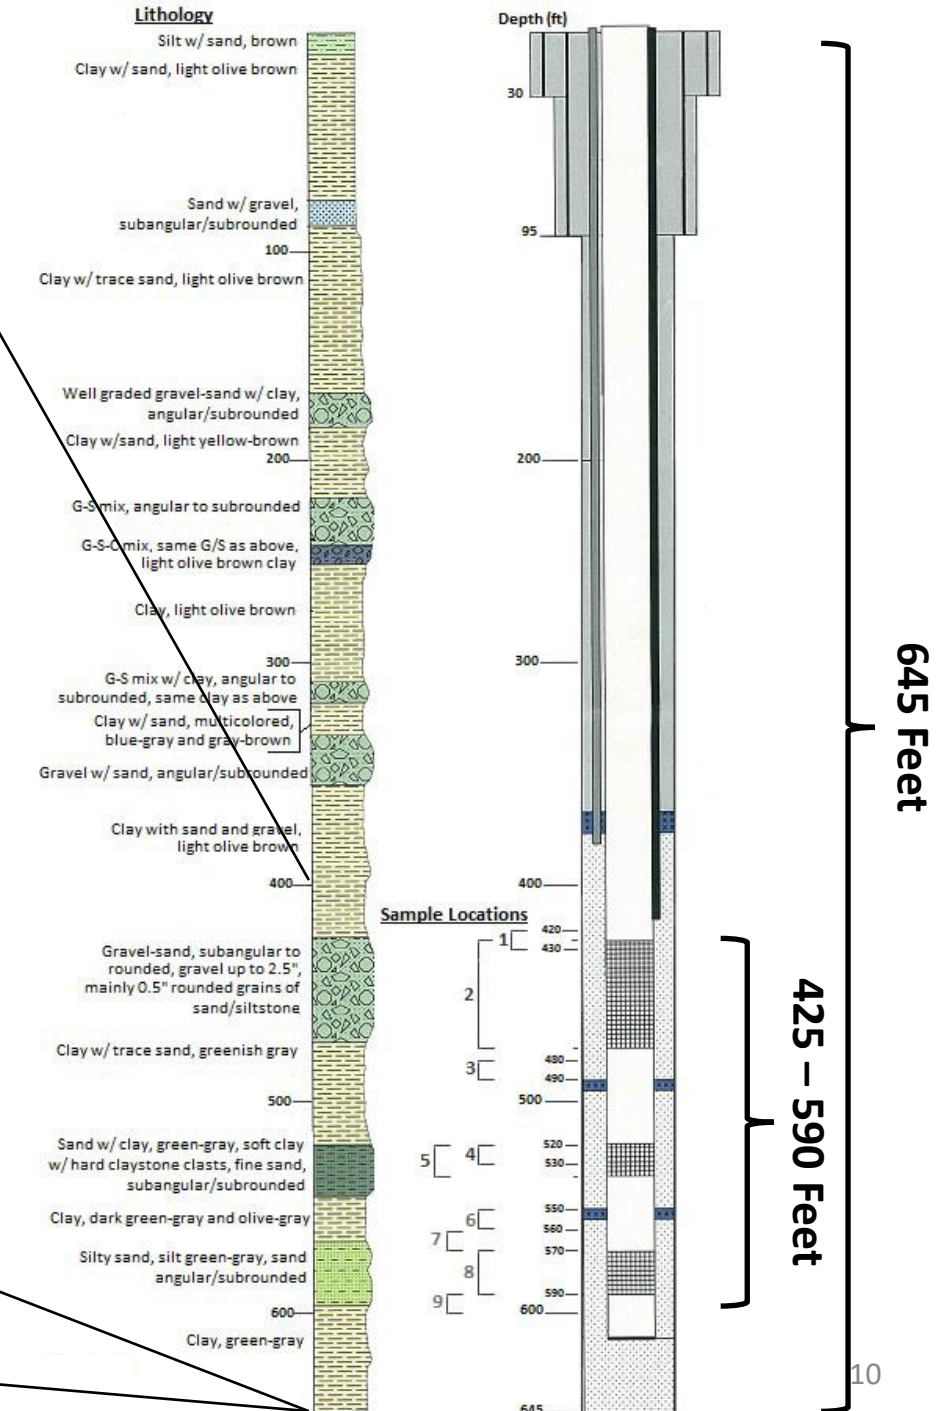 Lithology
Silt w/ sand, brown
Clay w/ sand, light olive brown
Sand w/ gravel,
subangular/subrounded
100
Clay w/ trace sand, light olive brown
Well graded gravel-sand w/ clay,
angular/subrounded
Clay w/sand, light yellow-brown
200
G-S mix, angular to subrounded
G-S-C mix, same G/S as above,
light olive brown clay
Clay, light olive brown
300
G-S mix w/ clay, angular to
subrounded, same clay as above
Clay w/ sand, multicolored,
blue-gray and gray-brown
Gravel w/ sand, angular/subrounded
Clay with sand and gravel,
light olive brown
400
Gravel-sand, subangular to
rounded, gravel up to 2.5",
mainly 0.5" rounded grains of
sand/siltstone
Clay w/ trace sand, greenish gray
500
Sand w/ clay, green-gray, soft clay
w/ hard claystone clasts, fine sand,
subangular/subrounded
Clay, dark green-gray and olive-gray
Silty sand, silt green-gray, sand
angular/subrounded
600
Clay, green-gray
Sample Locations
1
2
3
4
5
6
7
8
9
Depth (ft)
30
95
200
300
400
420
430
480
490
500
520
530
550
560
570
590
600
645
425 – 590 Feet
645 Feet
10